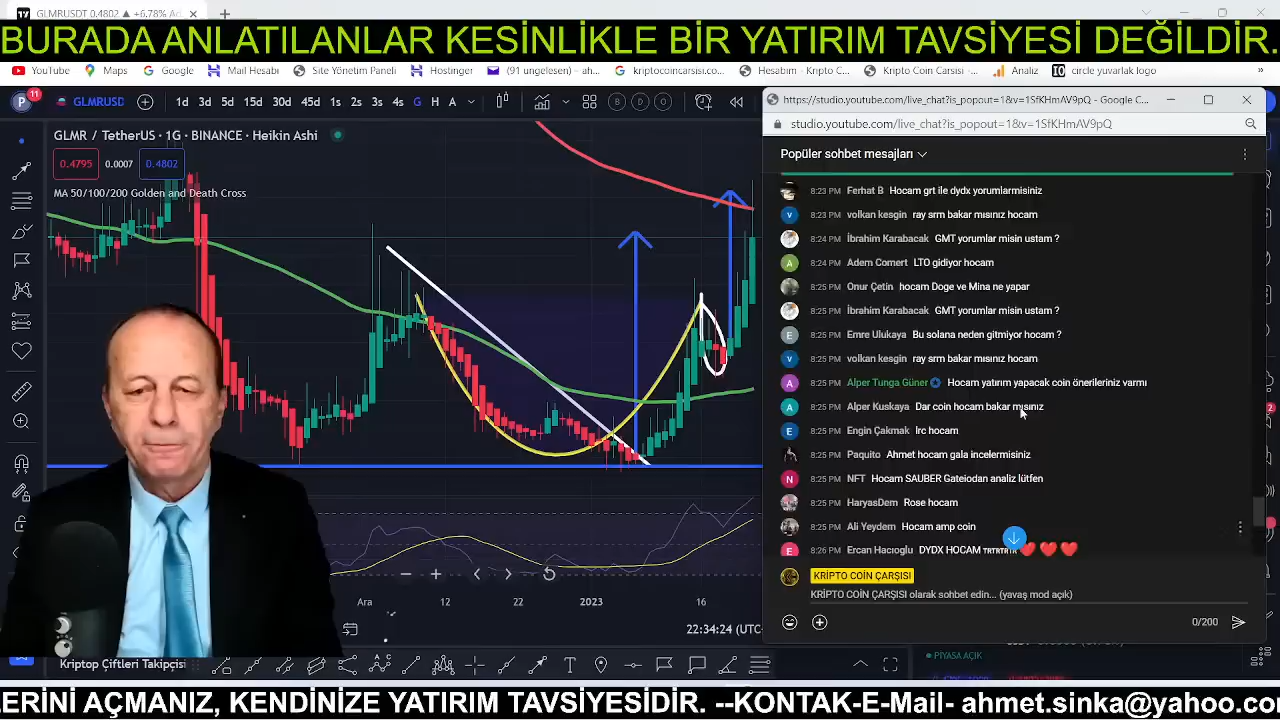 GLMRUSDT 0.4802 ▲ +6.78% A
BURADA ANLATILANLAR KESİNLİKLE BİR YATIRIM TAVSİYESİ DEĞİLDİR.
YouTube Maps Google Mail Hesabı Site Yönetim Paneli Hostinger (91 ungelesen) – ah... kriptocoincarsisi.co... Hesabım - Kripto C... Kripto Coin Carsısı -... Analiz circle yuvarlak logo »
P 11 GLMRUSD 1d 3d 5d 15d 30d 45d 1s 2s 3s 4s G H A B D O
https://studio.youtube.com/live_chat?is_popout=1&v=1SfKHmAV9pQ - Google C...
studio.youtube.com/live_chat?is_popout=1&v=1SfKHmAV9pQ
GLMR / TetherUS · 1G · BINANCE · Heikin Ashi
0.4795 0.0007 0.4802
MA 50/100/200 Golden and Death Cross
Popüler sohbet mesajları
8:23 PM Ferhat B Hocam grt ile dydx yorumlarmisiniz
8:23 PM volkan kesgin ray srm bakar mısınız hocam
8:24 PM İbrahim Karabacak GMT yorumlar misin ustam ?
8:24 PM Adem Comert LTO gidiyor hocam
8:25 PM Onur Çetin hocam Doge ve Mina ne yapar
8:25 PM İbrahim Karabacak GMT yorumlar misin ustam ?
8:25 PM Emre Ulukaya Bu solana neden gitmiyor hocam ?
8:25 PM volkan kesgin ray srm bakar mısınız hocam
8:25 PM Alper Tunga Güner Hocam yatırım yapacak coin önerileriniz varmı
8:25 PM Alper Kuskaya Dar coin hocam bakar mısınız
8:25 PM Engin Çakmak lrc hocam
8:25 PM Paquito Ahmet hocam gala incelermisiniz
8:25 PM NFT Hocam SAUBER Gateiodan analiz lütfen
8:25 PM HaryasDem Rose hocam
8:25 PM Ali Yeydem Hocam amp coin
8:26 PM Ercan Hacıoglu DYDX HOCAM
KRİPTO COİN ÇARŞISI
KRİPTO COİN ÇARŞISI olarak sohbet edin... (yavaş mod açık)
0/200
Ara 12 22 2023 16
22:34:24 (UTC-
PİYASA AÇIK
Kriptop Çiftleri Takipçisi
LERİNİ AÇMANIZ, KENDİNİZE YATIRIM TAVSİYESİDİR. --KONTAK-E-Mail- ahmet.sinka@yahoo.co